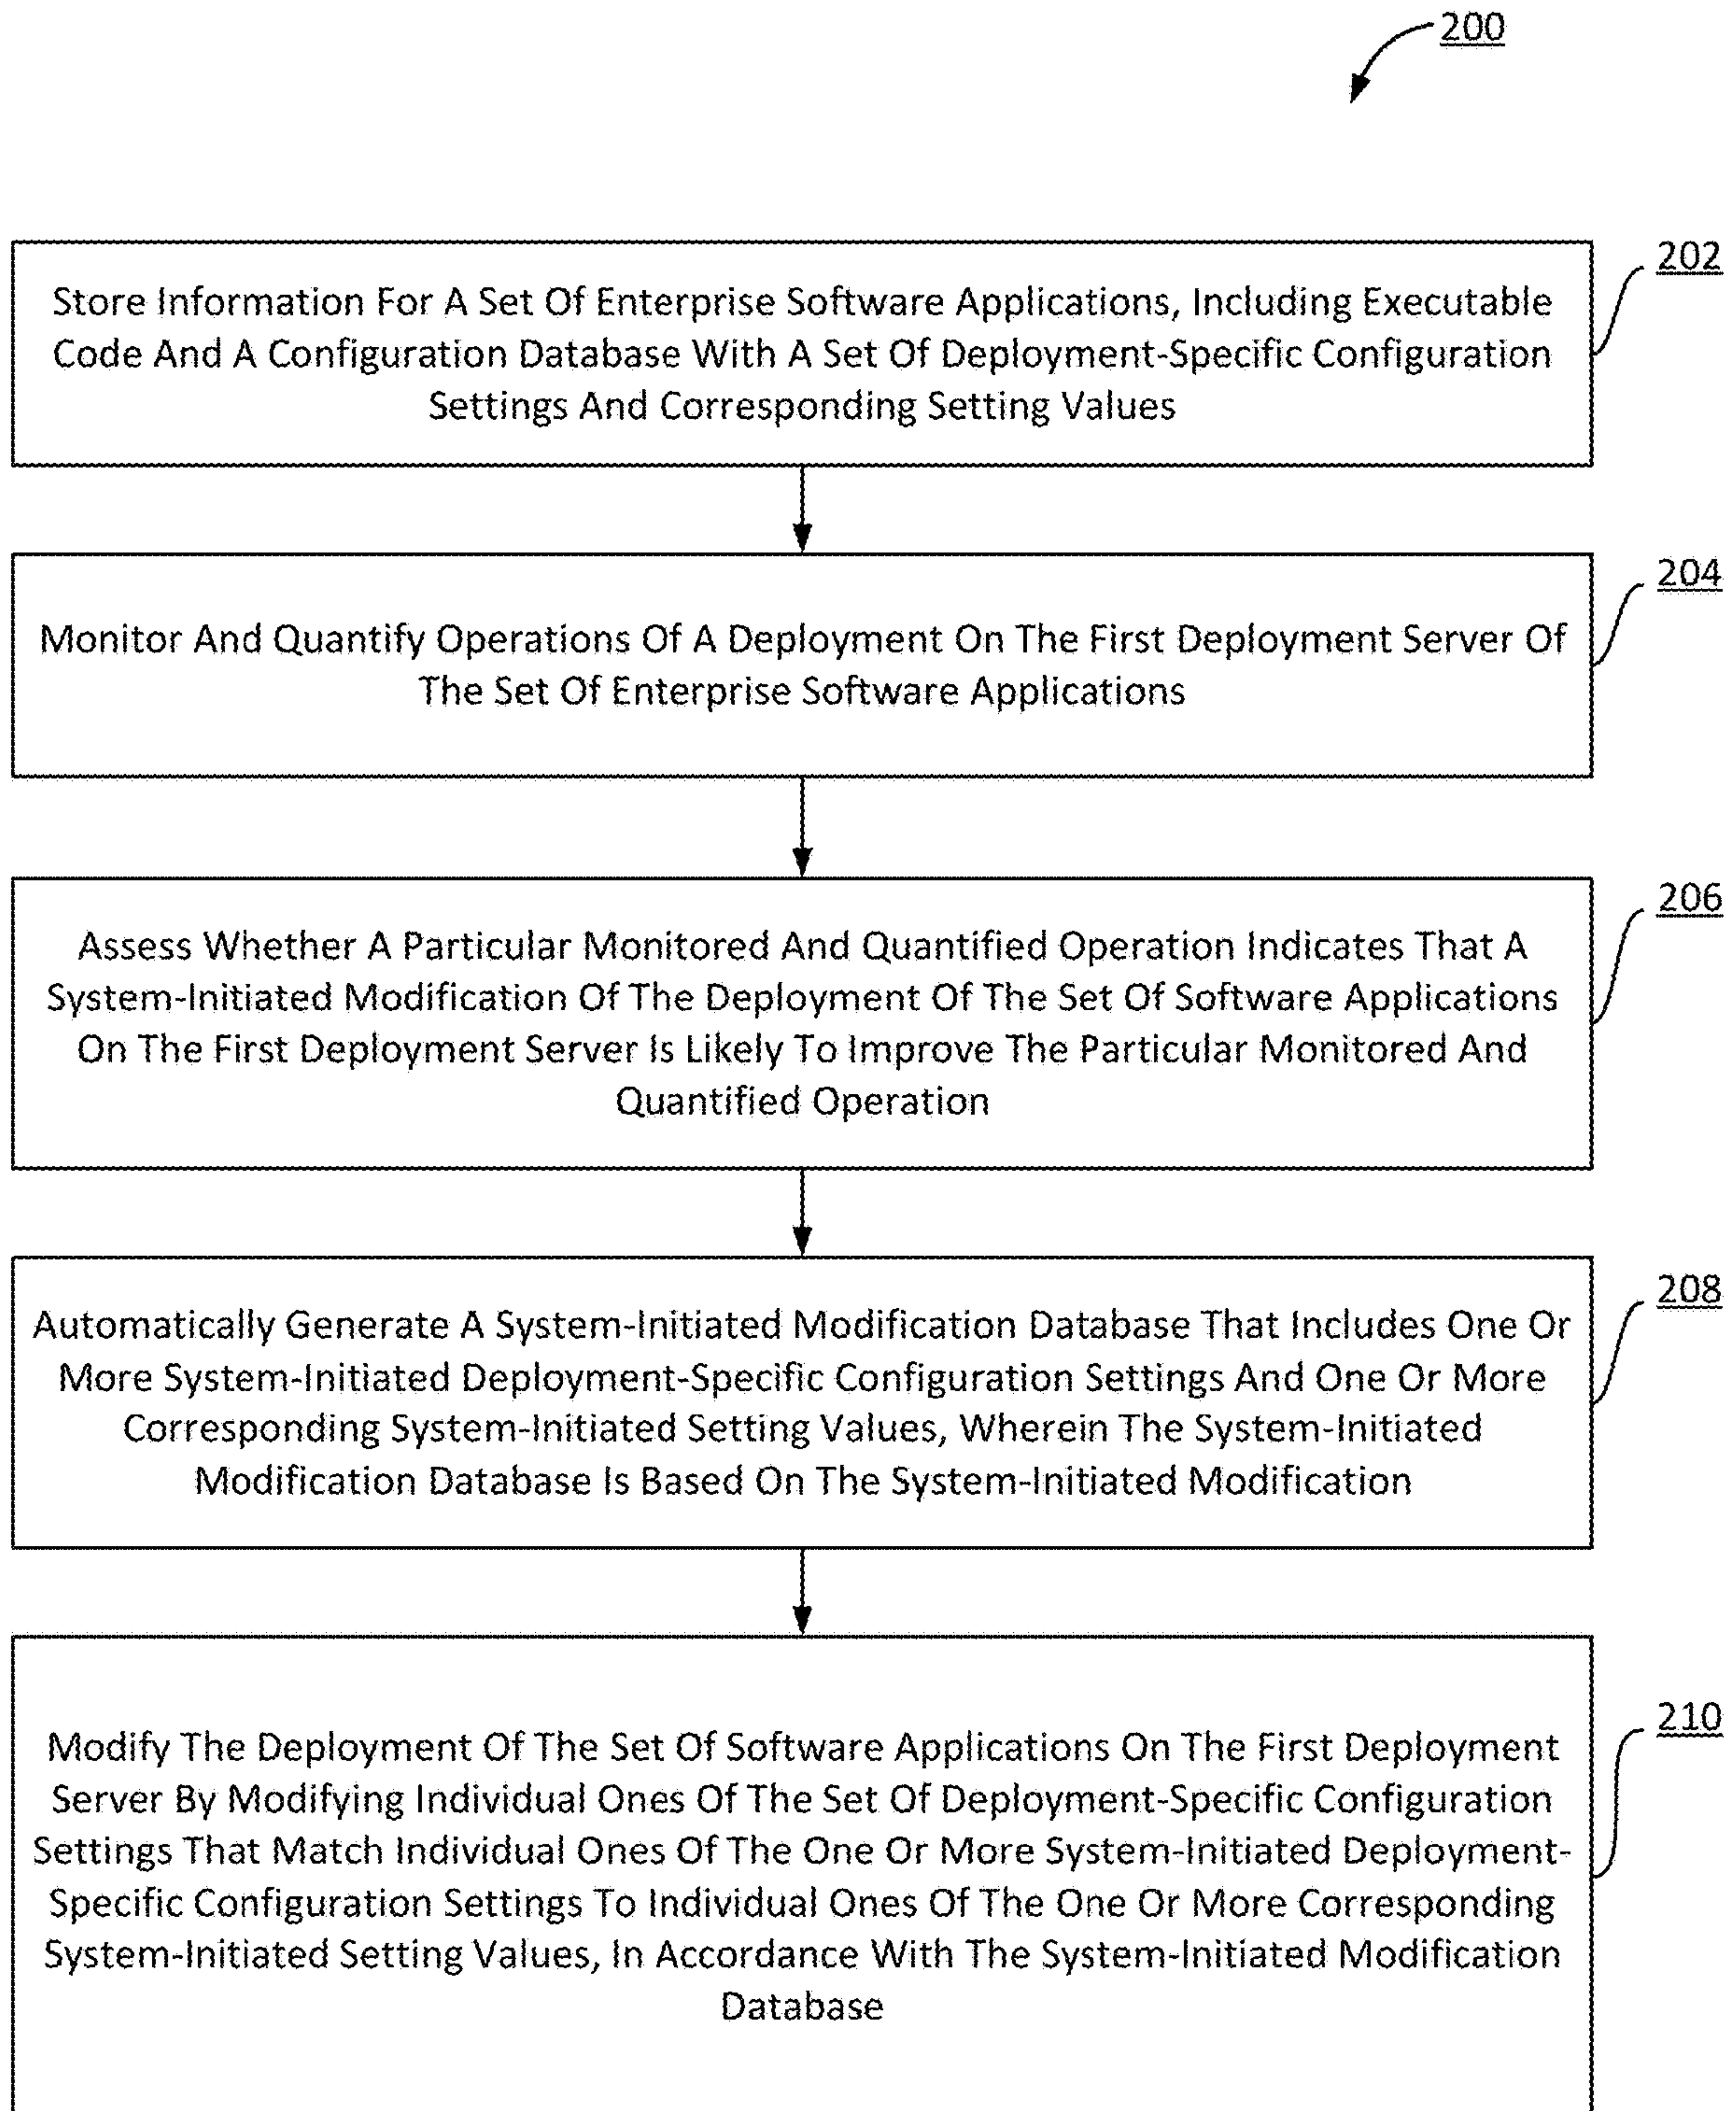 200
202
Store Information For A Set Of Enterprise Software Applications, Including Executable
Code And A Configuration Database With A Set Of Deployment-Specific Configuration
Settings And Corresponding Setting Values
204
Monitor And Quantify Operations Of A Deployment On The First Deployment Server Of
The Set Of Enterprise Software Applications
206
Assess Whether A Particular Monitored And Quantified Operation Indicates That A
System-Initiated Modification Of The Deployment Of The Set Of Software Applications
On The First Deployment Server Is Likely To Improve The Particular Monitored And
Quantified Operation
208
Automatically Generate A System-Initiated Modification Database That Includes One Or
More System-Initiated Deployment-Specific Configuration Settings And One Or More
Corresponding System-Initiated Setting Values, Wherein The System-Initiated
Modification Database Is Based On The System-Initiated Modification
210
Modify The Deployment Of The Set Of Software Applications On The First Deployment
Server By Modifying Individual Ones Of The Set Of Deployment-Specific Configuration
Settings That Match Individual Ones Of The One Or More System-Initiated Deployment-
Specific Configuration Settings To Individual Ones Of The One Or More Corresponding
System-Initiated Setting Values, In Accordance With The System-Initiated Modification
Database